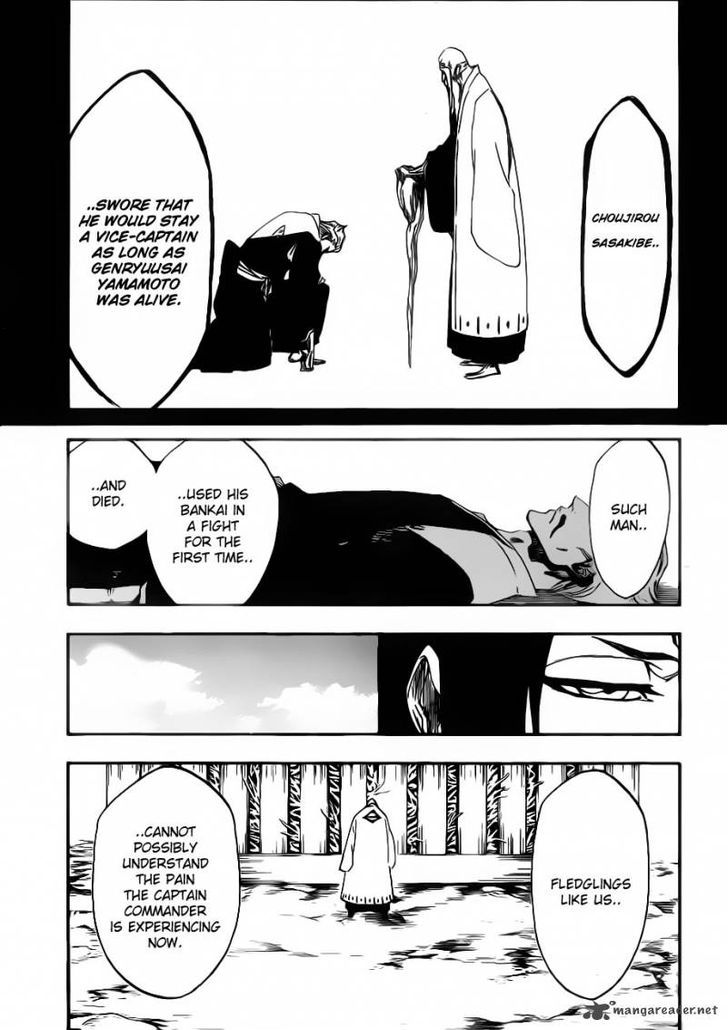 CHOUJIROU
SASAKIBE..
..SWORE THAT
HE WOULD STAY
A VICE-CAPTAIN
AS LONG AS
GENRYUUSAI
YAMAMOTO
WAS ALIVE.
SUCH
MAN..
..USED HIS
BANKAI IN
A FIGHT
FOR THE
FIRST TIME..
..AND
DIED.
FLEDGLINGS
LIKE US..
..CANNOT
POSSIBLY
UNDERSTAND
THE PAIN
THE CAPTAIN
COMMANDER
IS EXPERIENCING
NOW.
mangareader.net